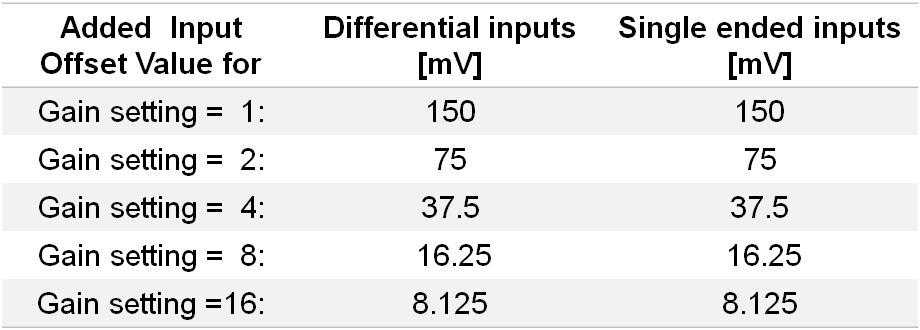 Added Input Differential inputs Single ended inputs
Offset Value for [mV] [mV]
Gain setting = 1: 150 150
Gain setting = 2: 75 75
Gain setting = 4: 37.5 37.5
Gain setting = 8: 16.25 16.25
Gain setting =16: 8.125 8.125